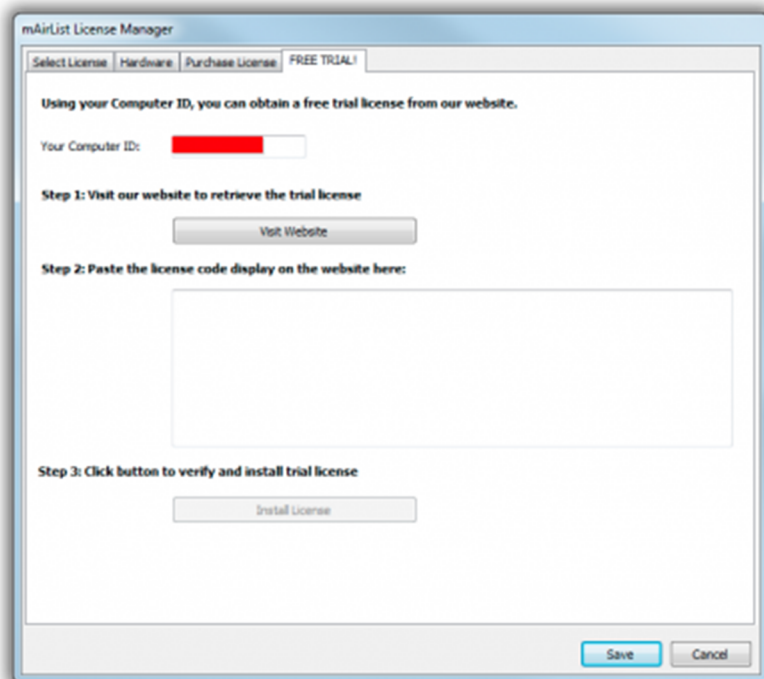 mAirList License Manager
Select License Hardware Purchase License FREE TRIAL!
Using your Computer ID, you can obtain a free trial license from our website.
Your Computer ID:
Step 1: Visit our website to retrieve the trial license
Visit Website
Step 2: Paste the license code display on the website here:
Step 3: Click button to verify and install trial license
Install License
Save Cancel